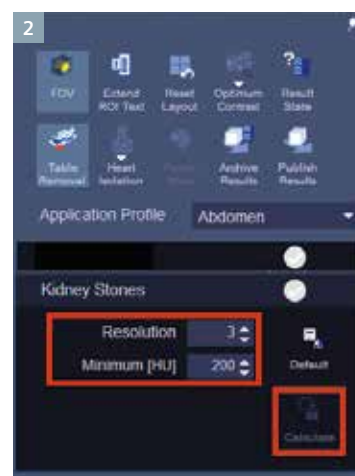 2
FOV Extend ROI Text Reset Layout Optimum Contrast Result State
Table Removal Heart Isolation Archive Results Publish Results
Application Profile Abdomen
Kidney Stones
Resolution 3
Minimum [HU] 200
Default
Calculate